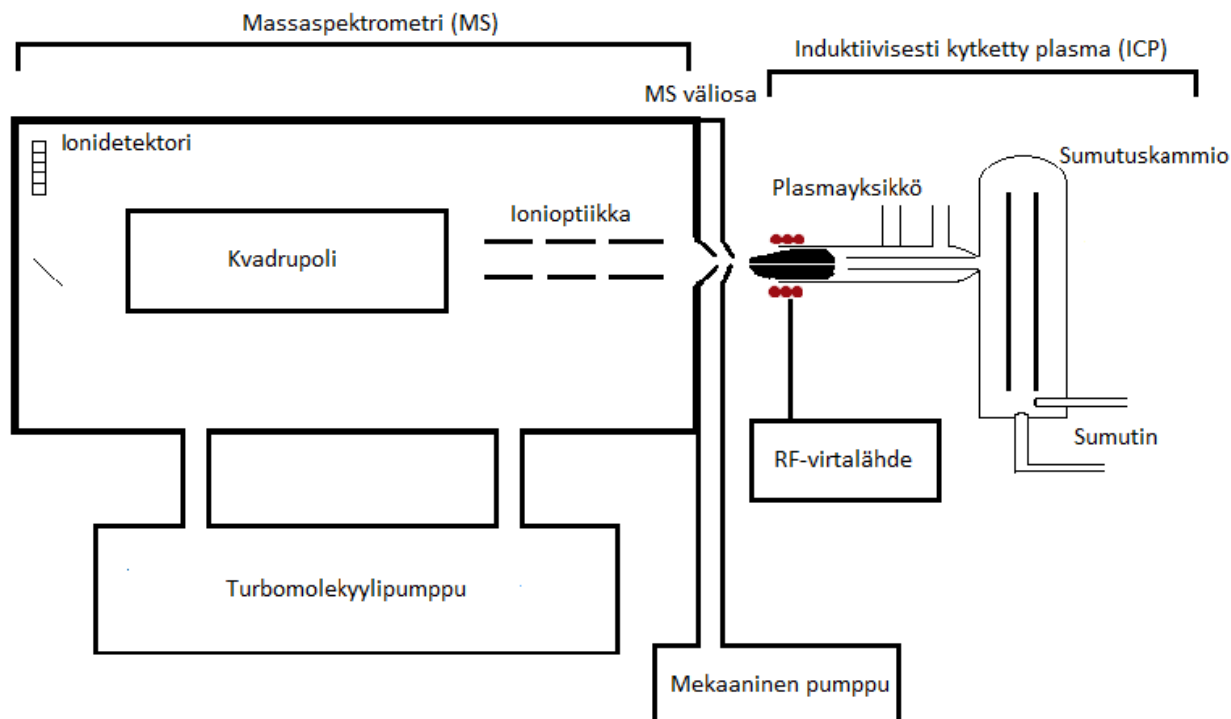 Massaspektrometri (MS)
Induktiivisesti kytketty plasma (ICP)
MS väliosa
Ionidetektori
Sumutuskammio
Plasmayksikkö
Ionioptiikka
Kvadrupoli
Sumutin
RF-virtalähde
Turbomolekyylipumppu
Mekaaninen pumppu